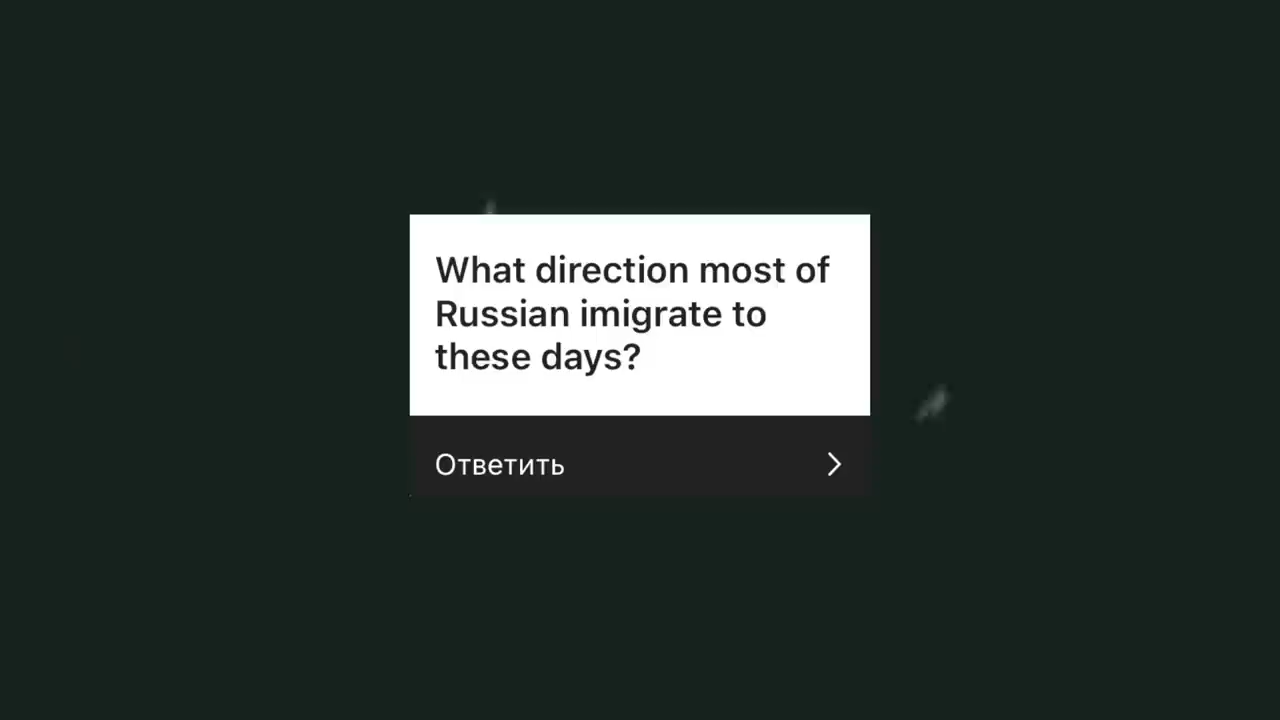 What direction most of
Russian imigrate to
these days?
Ответить